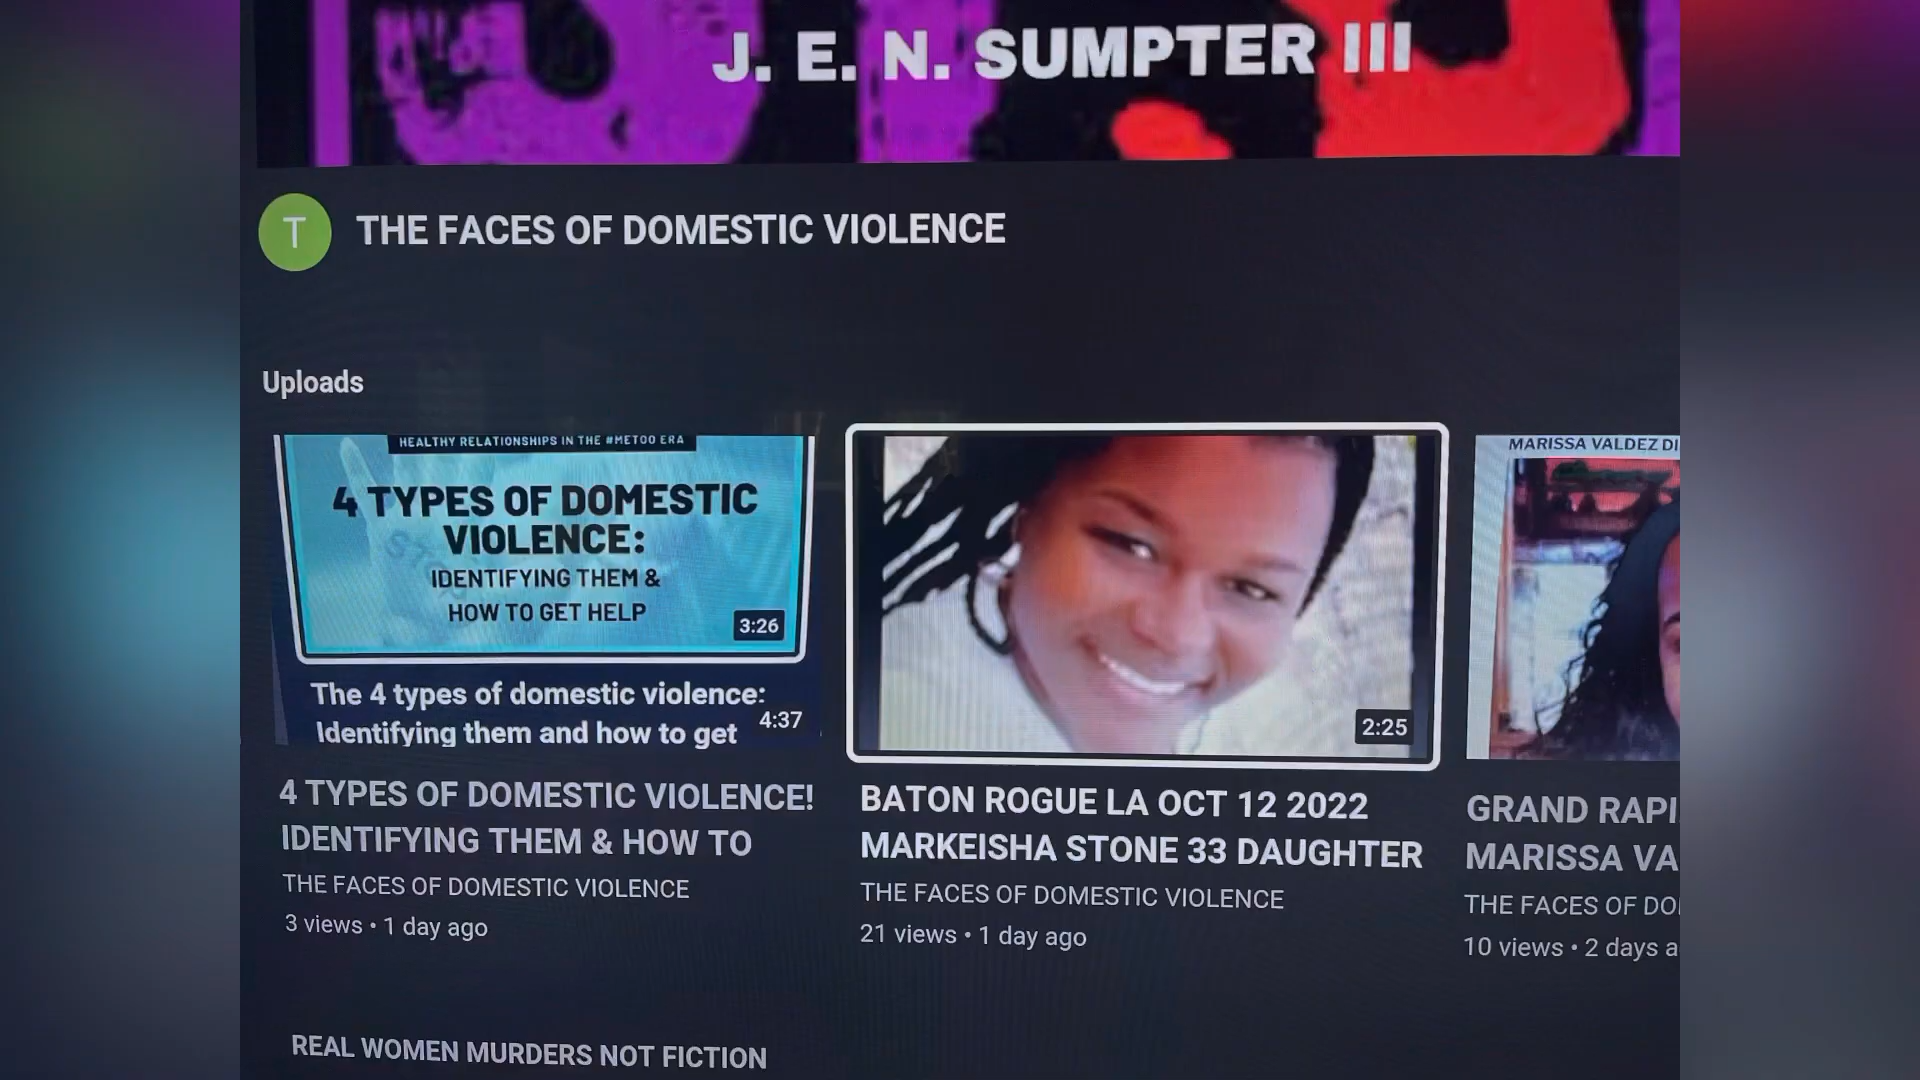 J. E. N. SUMPTER III
T
THE FACES OF DOMESTIC VIOLENCE
Uploads
HEALTHY RELATIONSHIPS IN THE #METOO ERA
4 TYPES OF DOMESTIC
VIOLENCE:
IDENTIFYING THEM &
HOW TO GET HELP
3:26
The 4 types of domestic violence:
Identifying them and how to get
4:37
4 TYPES OF DOMESTIC VIOLENCE!
IDENTIFYING THEM & HOW TO
THE FACES OF DOMESTIC VIOLENCE
3 views • 1 day ago
2:25
BATON ROGUE LA OCT 12 2022
MARKEISHA STONE 33 DAUGHTER
THE FACES OF DOMESTIC VIOLENCE
21 views • 1 day ago
MARISSA VALDEZ DI
GRAND RAPI
MARISSA VA
THE FACES OF DO
10 views • 2 days a
REAL WOMEN MURDERS NOT FICTION